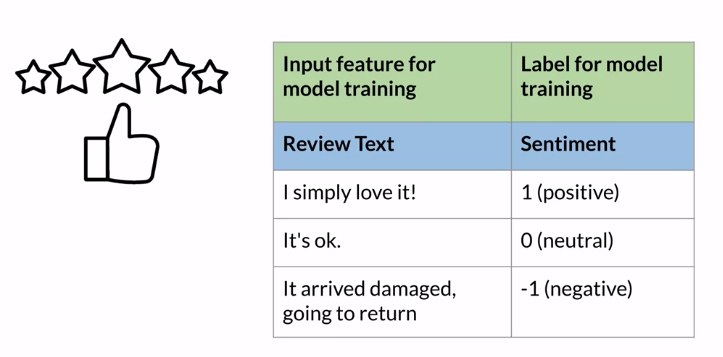 Input feature for
model training
Label for model
training
Review Text
Sentiment
I simply love it!
1 (positive)
It's ok.
0 (neutral)
It arrived damaged,
going to return
-1 (negative)